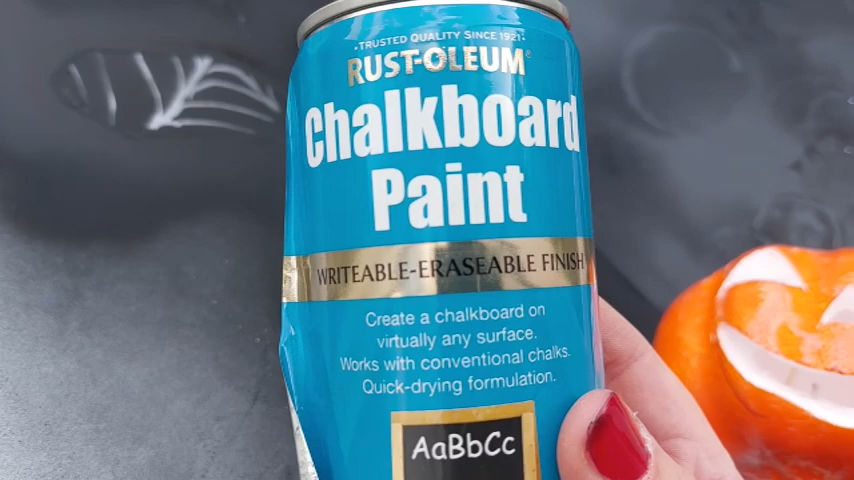 ·TRUSTED QUALITY SINCE 1921·
RUST-OLEUM®
Chalkboard
Paint
WRITEABLE-ERASEABLE FINISH
Create a chalkboard on
virtually any surface.
Works with conventional chalks.
Quick-drying formulation.
AaBbCc